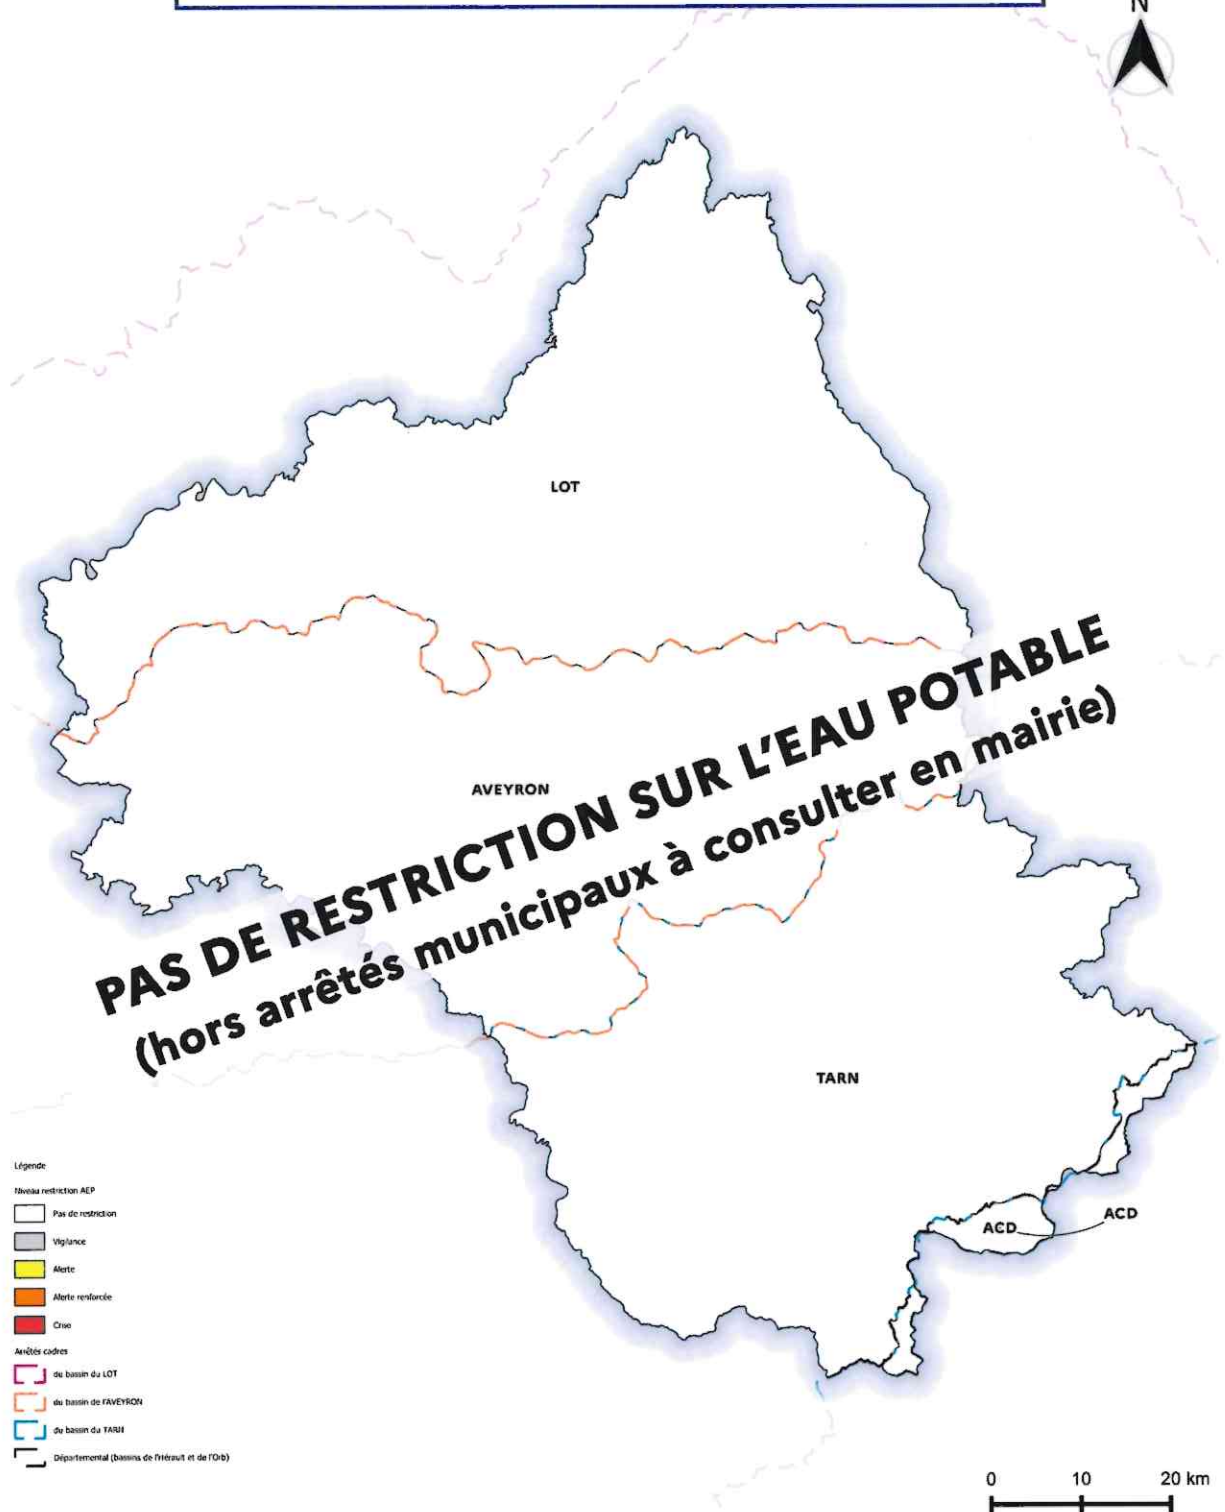 N
LOT
AVEYRON
PAS DE RESTRICTION SUR L'EAU POTABLE
(hors arrêtés municipaux à consulter en mairie)
TARN
ACD
ACD
Légende
Niveau restriction AEP
Pas de restriction
Vigilance
Alerte
Alerte renforcée
Crise
Arrêtés cadres
du bassin du LOT
du bassin de l'AVEYRON
du bassin du TARN
Départemental (bassins de l'Hérault et de l'Orb)
0 10 20 km